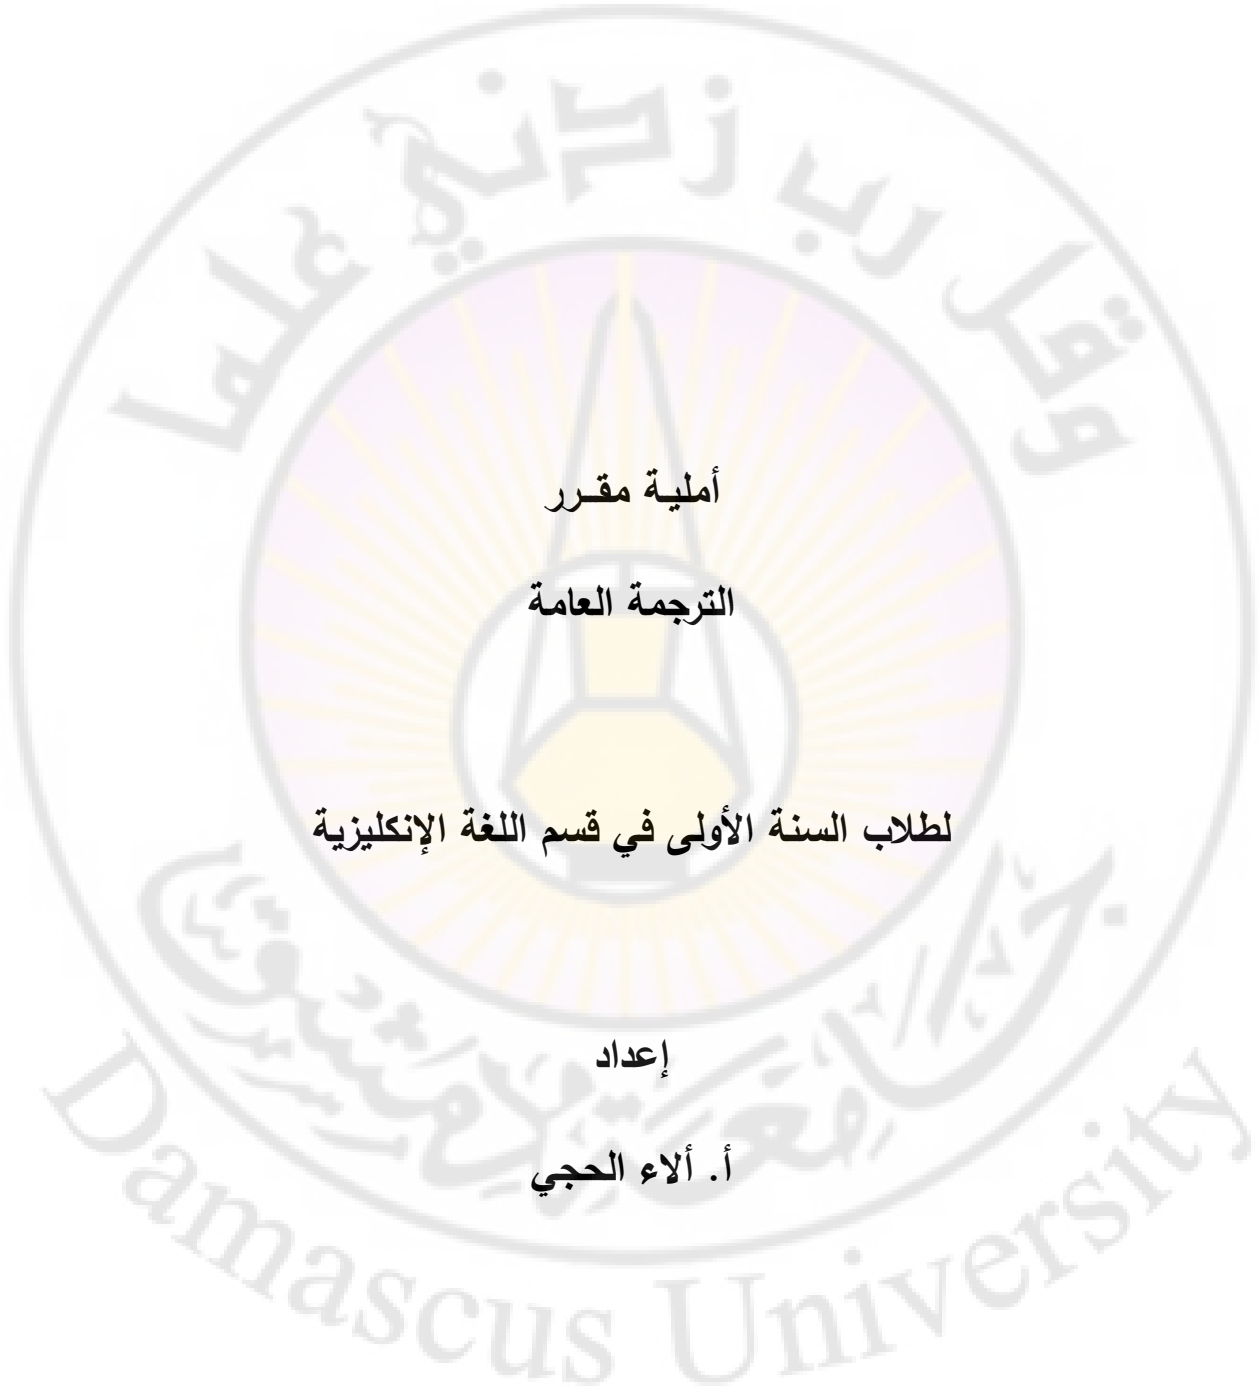 وقل رب زدني علما
أمليـة مقــرر
الترجمة العامة
لطلاب السنة الأولى في قسم اللغة الإنكليزية
إعداد
أ. ألاء الحجي
جامعة دمشق
Damascus University